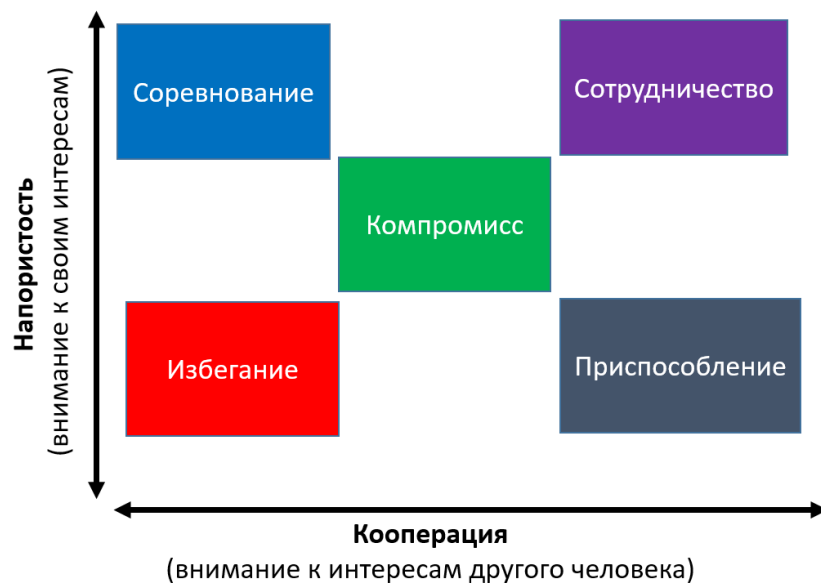 Напористость
(внимание к своим интересам)
Соревнование
Сотрудничество
Компромисс
Избегание
Приспособление
Кооперация
(внимание к интересам другого человека)